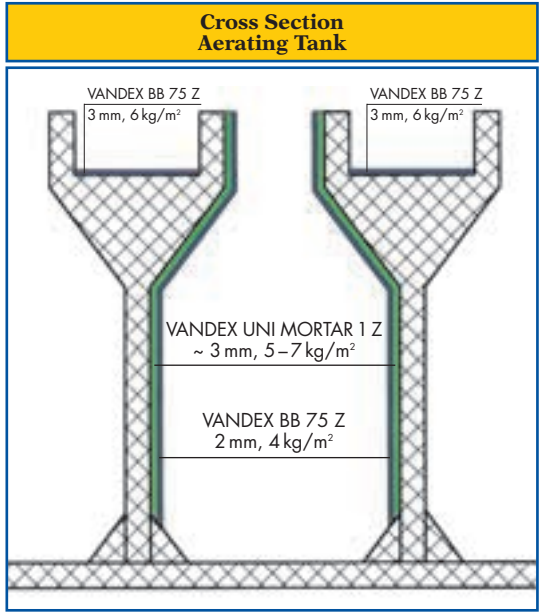 Cross Section
Aerating Tank
VANDEX BB 75 Z
3 mm, 6 kg/m²
VANDEX BB 75 Z
3 mm, 6 kg/m²
VANDEX UNI MORTAR 1 Z
~ 3 mm, 5–7 kg/m²
VANDEX BB 75 Z
2 mm, 4 kg/m²